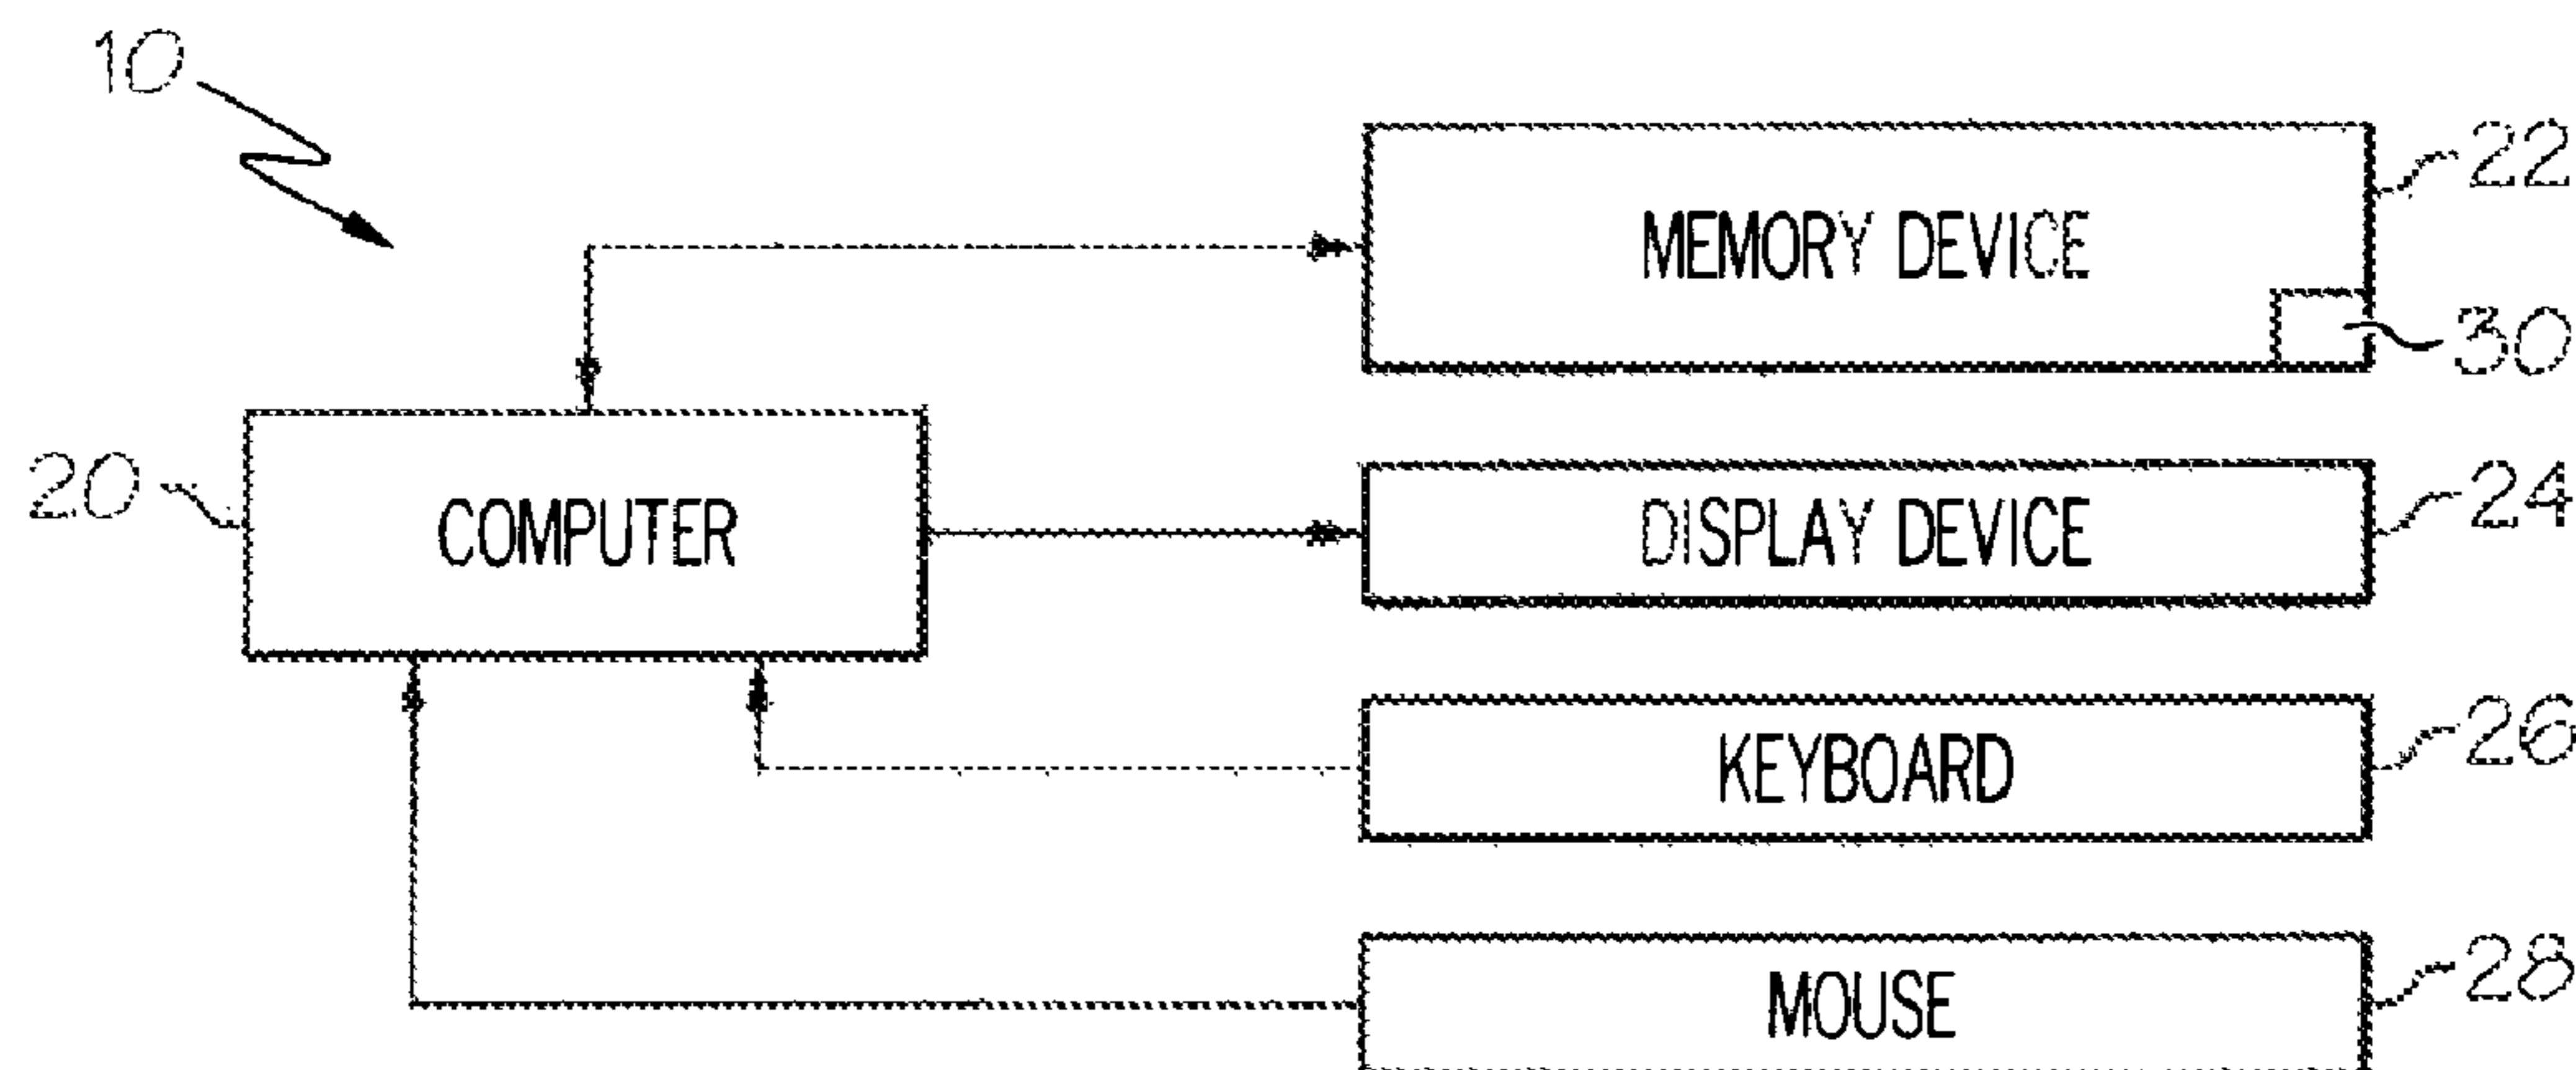 10
MEMORY DEVICE
22
30
20
COMPUTER
DISPLAY DEVICE
24
KEYBOARD
26
MOUSE
28